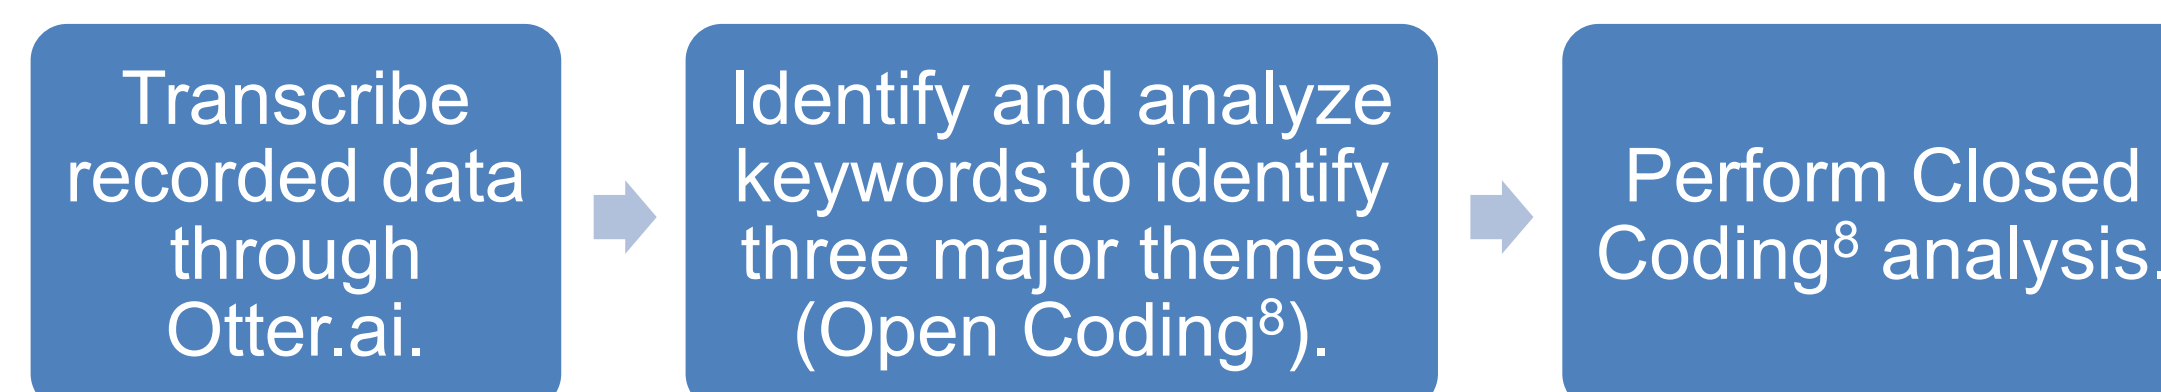 Transcribe
recorded data
through
Otter.ai.
Identify and analyze
keywords to identify
three major themes
(Open Coding⁸).
Perform Closed
Coding⁸ analysis.